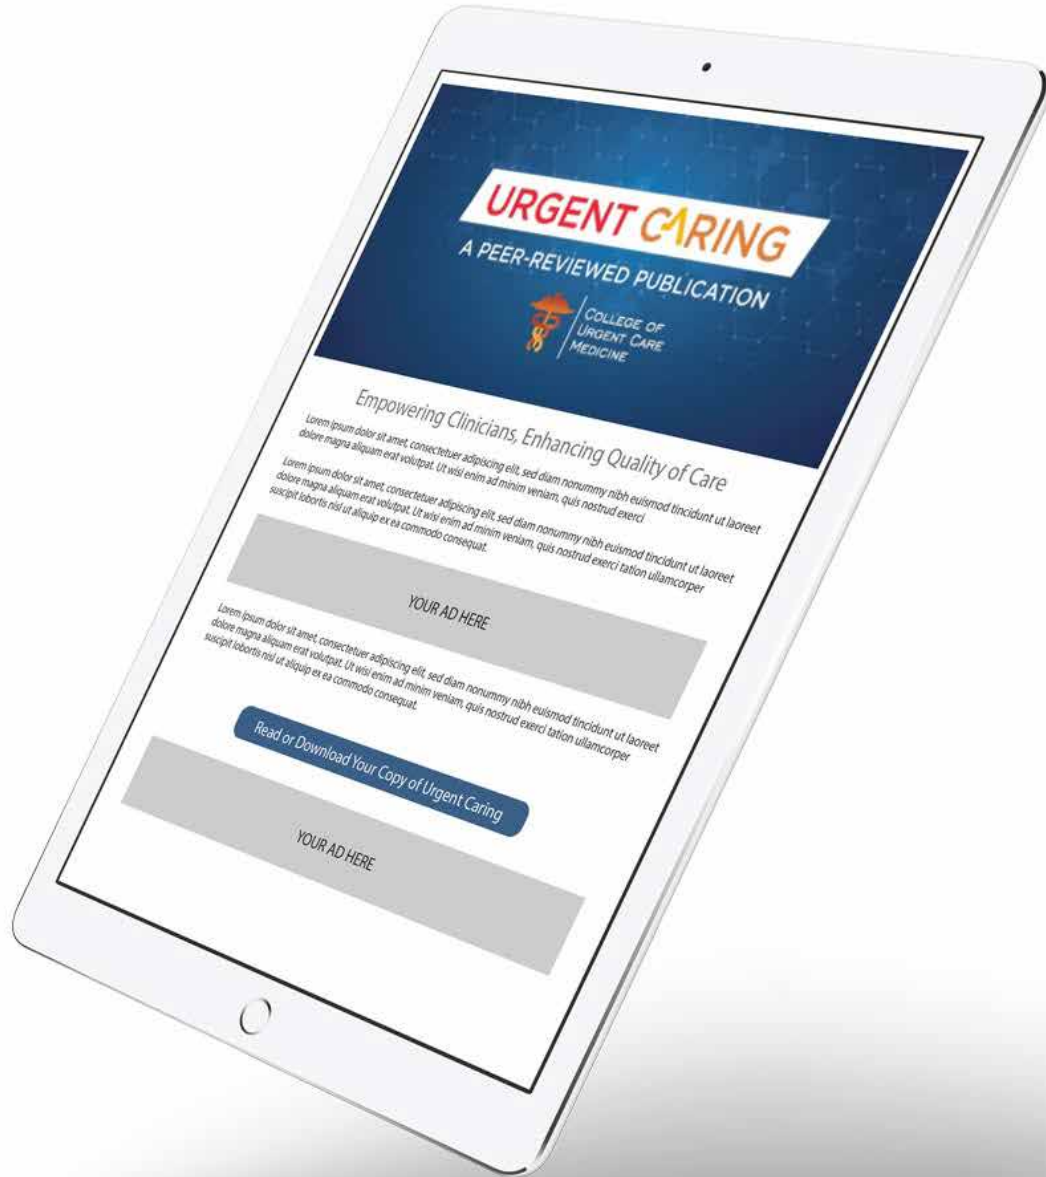 URGENT CARING
A PEER-REVIEWED PUBLICATION
COLLEGE OF
URGENT CARE
MEDICINE
Empowering Clinicians, Enhancing Quality of Care
Lorem ipsum dolor sit amet, consectetuer adipiscing elit, sed diam nonummy nibh euismod tincidunt ut laoreet
dolore magna aliquam erat volutpat. Ut wisi enim ad minim veniam, quis nostrud exerci
Lorem ipsum dolor sit amet, consectetuer adipiscing elit, sed diam nonummy nibh euismod tincidunt ut laoreet
dolore magna aliquam erat volutpat. Ut wisi enim ad minim veniam, quis nostrud exerci tation ullamcorper
suscipit lobortis nisl ut aliquip ex ea commodo consequat.
YOUR AD HERE
Lorem ipsum dolor sit amet, consectetuer adipiscing elit, sed diam nonummy nibh euismod tincidunt ut laoreet
dolore magna aliquam erat volutpat. Ut wisi enim ad minim veniam, quis nostrud exerci tation ullamcorper
suscipit lobortis nisl ut aliquip ex ea commodo consequat.
Read or Download Your Copy of Urgent Caring
YOUR AD HERE